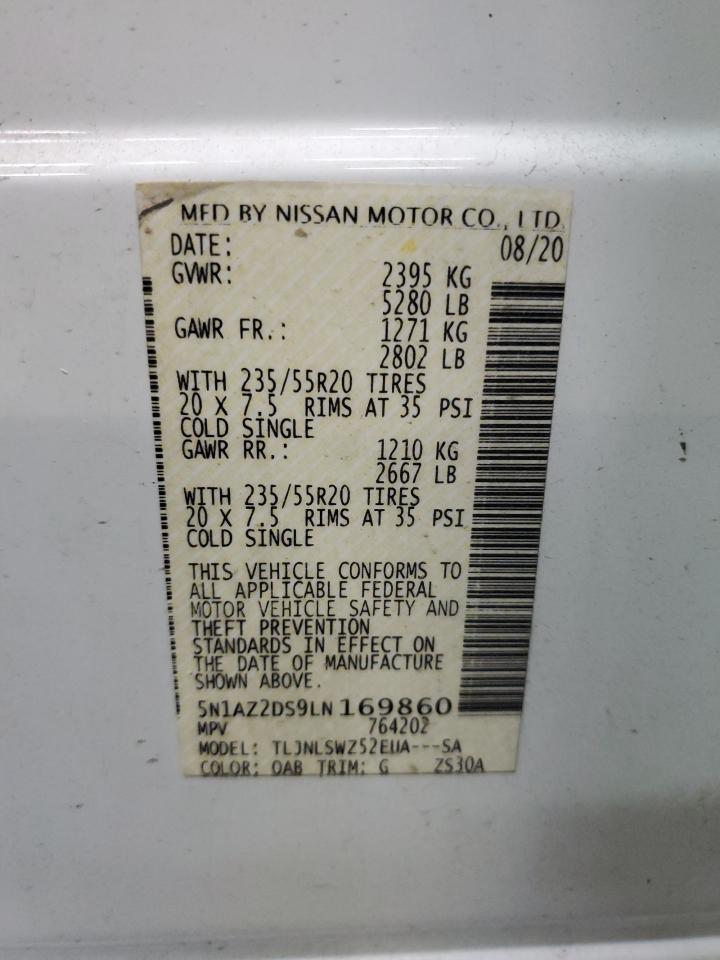 MFD BY NISSAN MOTOR CO., LTD.
DATE: 08/20
GVWR: 2395 KG
5280 LB
GAWR FR.: 1271 KG
2802 LB
WITH 235/55R20 TIRES
20 X 7.5 RIMS AT 35 PSI
COLD SINGLE
GAWR RR.: 1210 KG
2667 LB
WITH 235/55R20 TIRES
20 X 7.5 RIMS AT 35 PSI
COLD SINGLE
THIS VEHICLE CONFORMS TO
ALL APPLICABLE FEDERAL
MOTOR VEHICLE SAFETY AND
THEFT PREVENTION
STANDARDS IN EFFECT ON
THE DATE OF MANUFACTURE
SHOWN ABOVE.
5N1AZ2DS9LN169860
MPV 764202
MODEL: TLJNLSWZ52EUA---SA
COLOR: QAB TRIM: G ZS30A